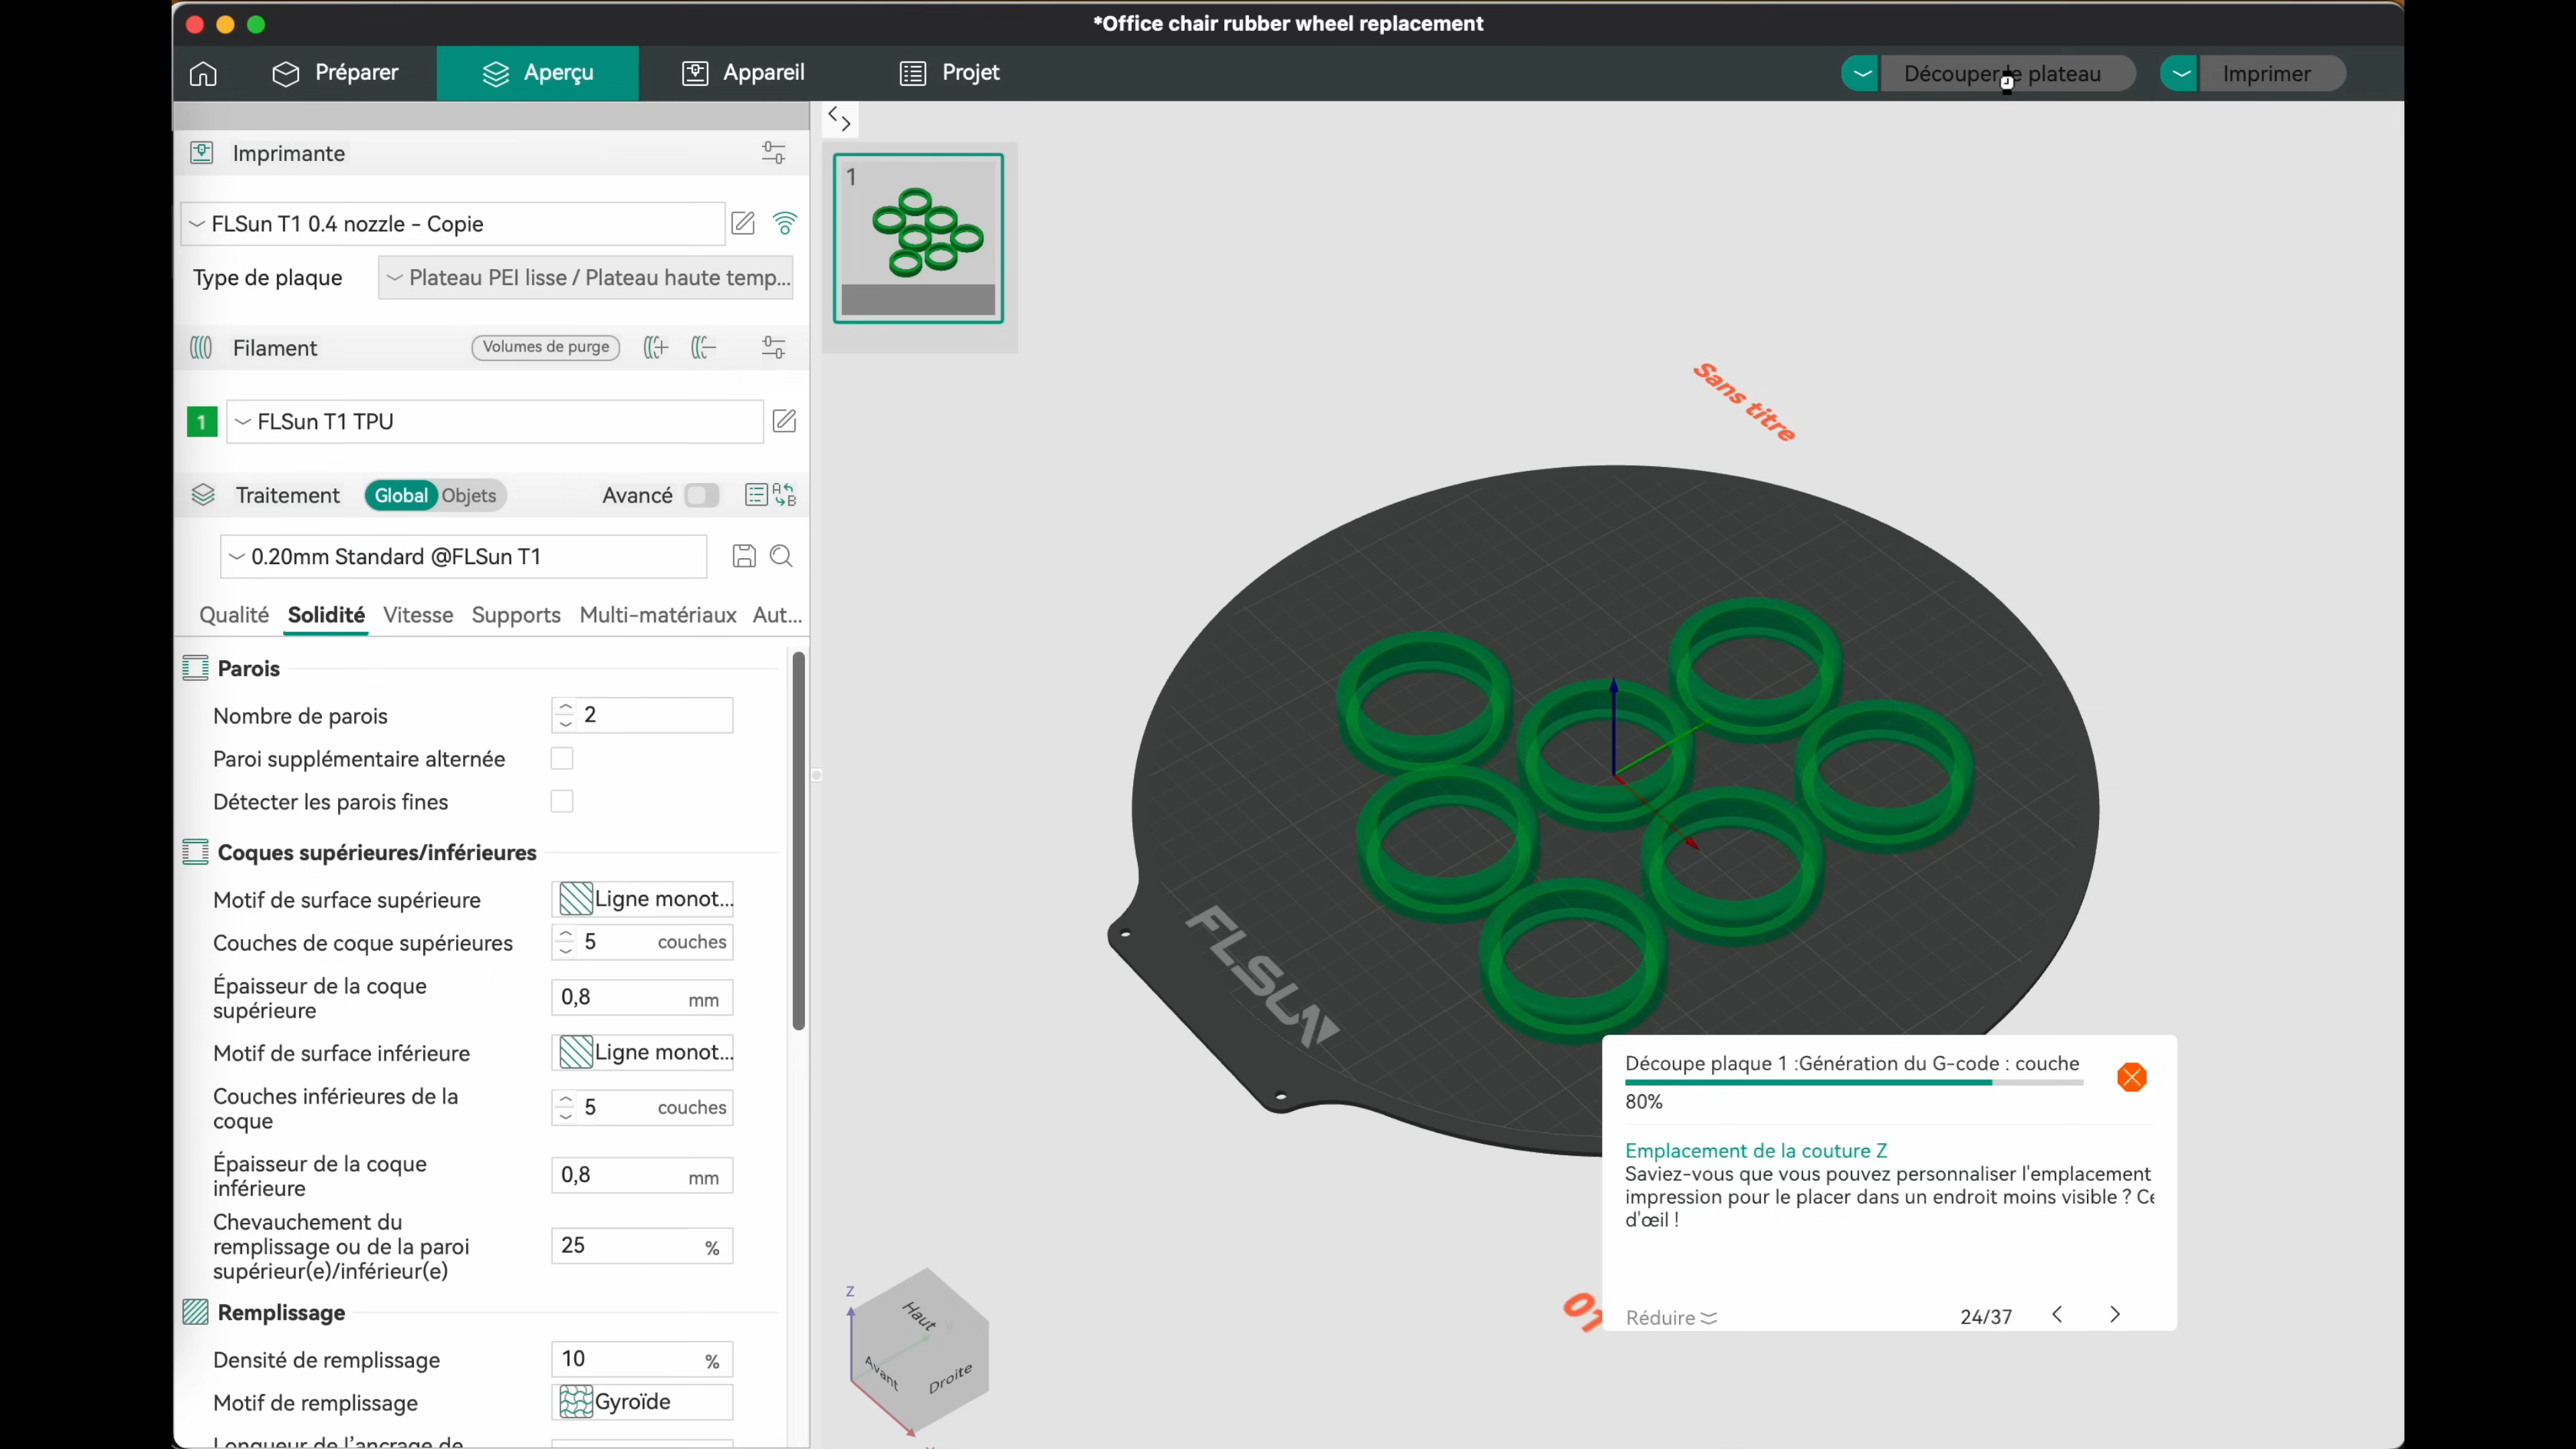 *Office chair rubber wheel replacement
Préparer
Aperçu
Appareil
Projet
Découper le plateau
Imprimer
Imprimante
FLSun T1 0.4 nozzle - Copie
Type de plaque
Plateau PEI lisse / Plateau haute temp...
Filament
Volumes de purge
1
FLSun T1 TPU
Traitement
Global
Objets
Avancé
0.20mm Standard @FLSun T1
Qualité
Solidité
Vitesse
Supports
Multi-matériaux
Aut...
Parois
Nombre de parois
2
Paroi supplémentaire alternée
Détecter les parois fines
Coques supérieures/inférieures
Motif de surface supérieure
Ligne monot...
Couches de coque supérieures
5 couches
Épaisseur de la coque
supérieure
0,8 mm
Motif de surface inférieure
Ligne monot...
Couches inférieures de la
coque
5 couches
Épaisseur de la coque
inférieure
0,8 mm
Chevauchement du
remplissage ou de la paroi
supérieur(e)/inférieur(e)
25 %
Remplissage
Densité de remplissage
10 %
Motif de remplissage
Gyroïde
Longueur de l'ancrage de
1
Sans titre
FLSUN
01
Découpe plaque 1 :Génération du G-code : couche
80%
Emplacement de la couture Z
Saviez-vous que vous pouvez personnaliser l'emplacement
impression pour le placer dans un endroit moins visible ? Ce
d'œil !
Réduire
24/37
Z
Haut
Avant
Droite